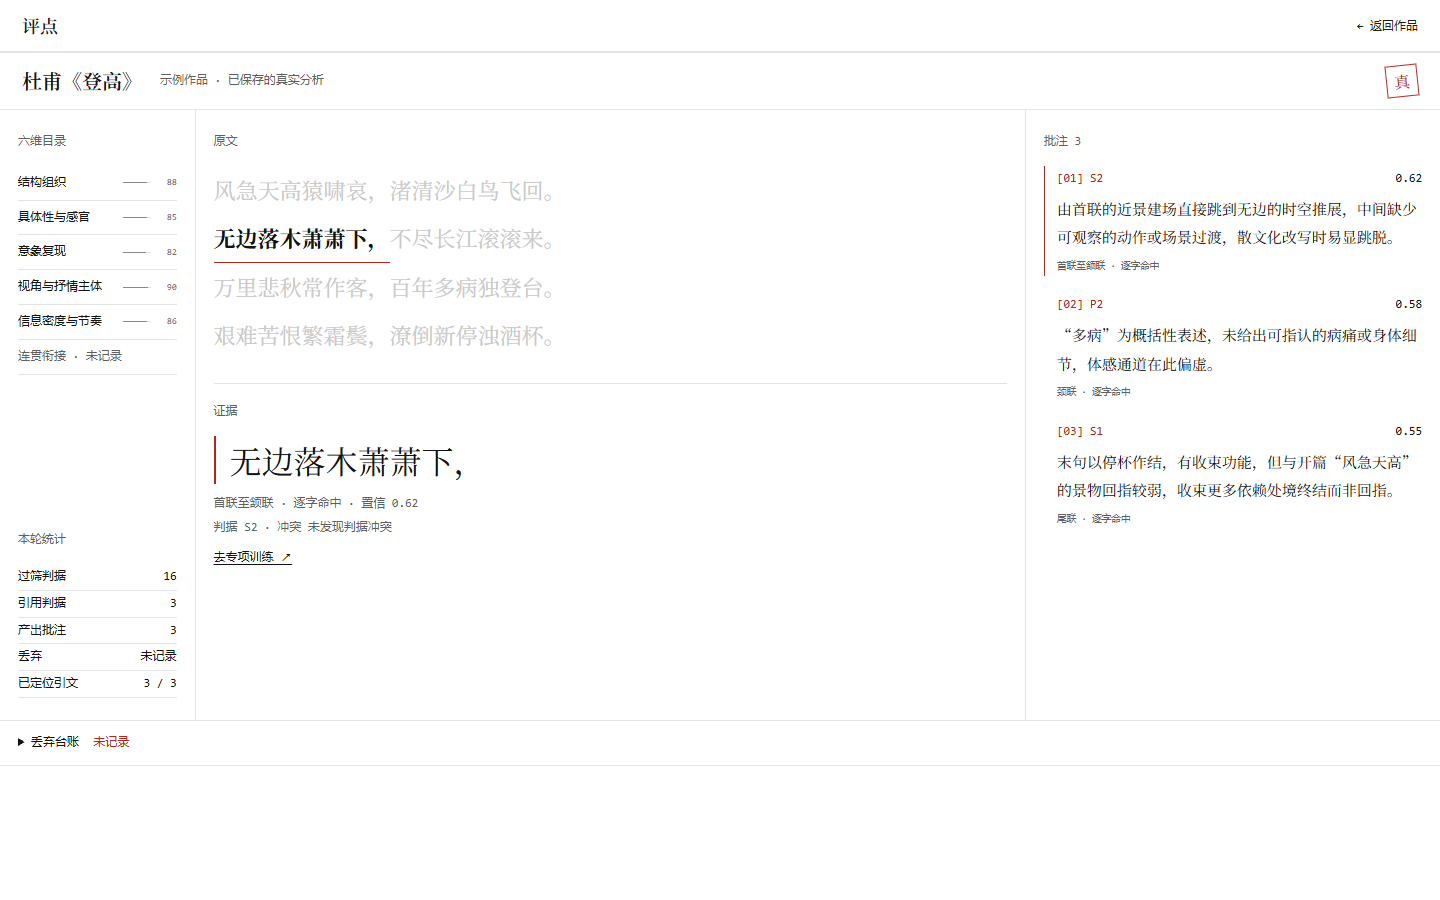 评点
← 返回作品
杜甫《登高》
示例作品 · 已保存的真实分析
真
六维目录
结构组织 88
具体性与感官 85
意象复现 82
视角与抒情主体 90
信息密度与节奏 86
连贯衔接 · 未记录
本轮统计
过筛判据 16
引用判据 3
产出批注 3
丢弃 未记录
已定位引文 3 / 3
原文
风急天高猿啸哀，渚清沙白鸟飞回。
无边落木萧萧下，不尽长江滚滚来。
万里悲秋常作客，百年多病独登台。
艰难苦恨繁霜鬓，潦倒新停浊酒杯。
证据
无边落木萧萧下，
首联至颔联 · 逐字命中 · 置信 0.62
判据 S2 · 冲突 未发现判据冲突
去专项训练 ↗
批注 3
[01] S2 0.62
由首联的近景建场直接跳到无边的时空推展，中间缺少
可观察的动作或场景过渡，散文化改写时易显跳脱。
首联至颔联 · 逐字命中
[02] P2 0.58
“多病”为概括性表述，未给出可指认的病痛或身体细
节，体感通道在此偏虚。
颈联 · 逐字命中
[03] S1 0.55
末句以停杯作结，有收束功能，但与开篇“风急天高”
的景物回指较弱，收束更多依赖处境终结而非回指。
尾联 · 逐字命中
▶ 丢弃台账 未记录